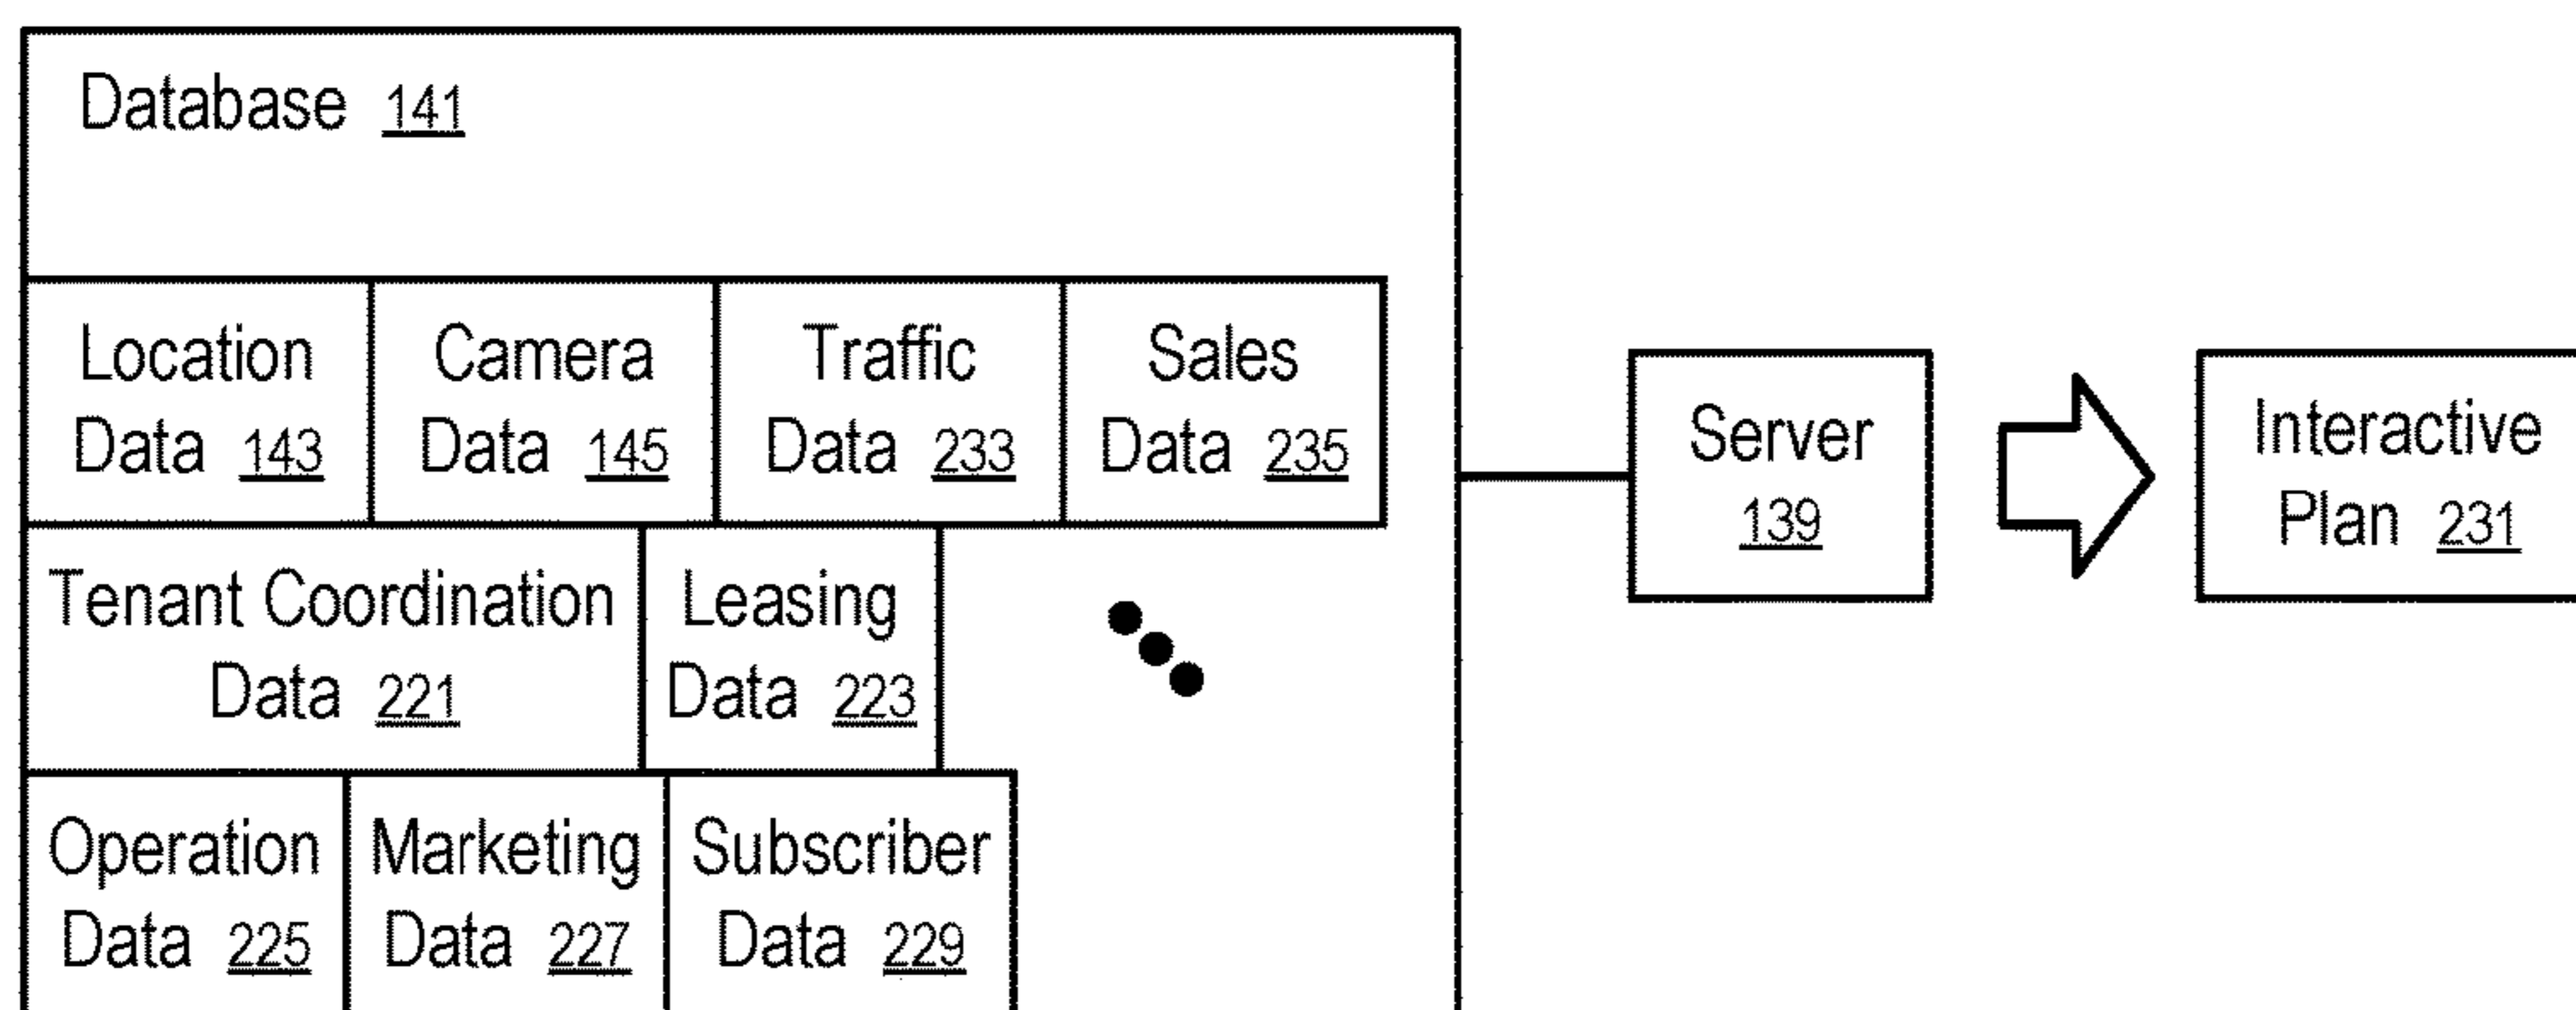 Database 141
Location
Data 143
Camera
Data 145
Traffic
Data 233
Sales
Data 235
Tenant Coordination
Data 221
Leasing
Data 223
Operation
Data 225
Marketing
Data 227
Subscriber
Data 229
Server
139
Interactive
Plan 231